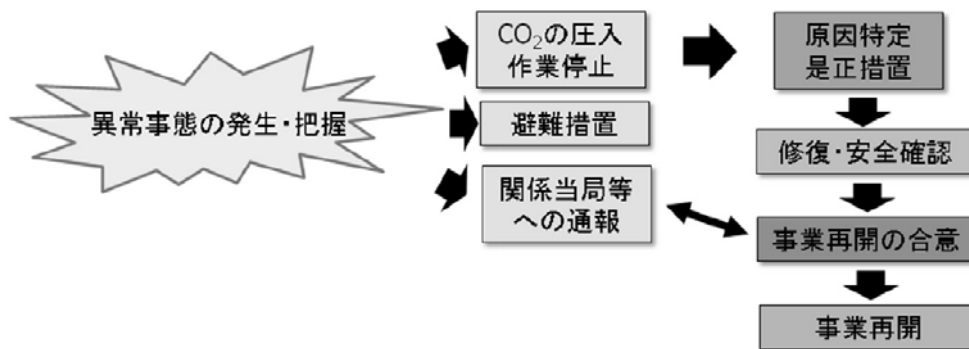 異常事態の発生・把握
CO₂の圧入
作業停止
避難措置
関係当局等
への通報
原因特定
是正措置
修復・安全確認
事業再開の合意
事業再開